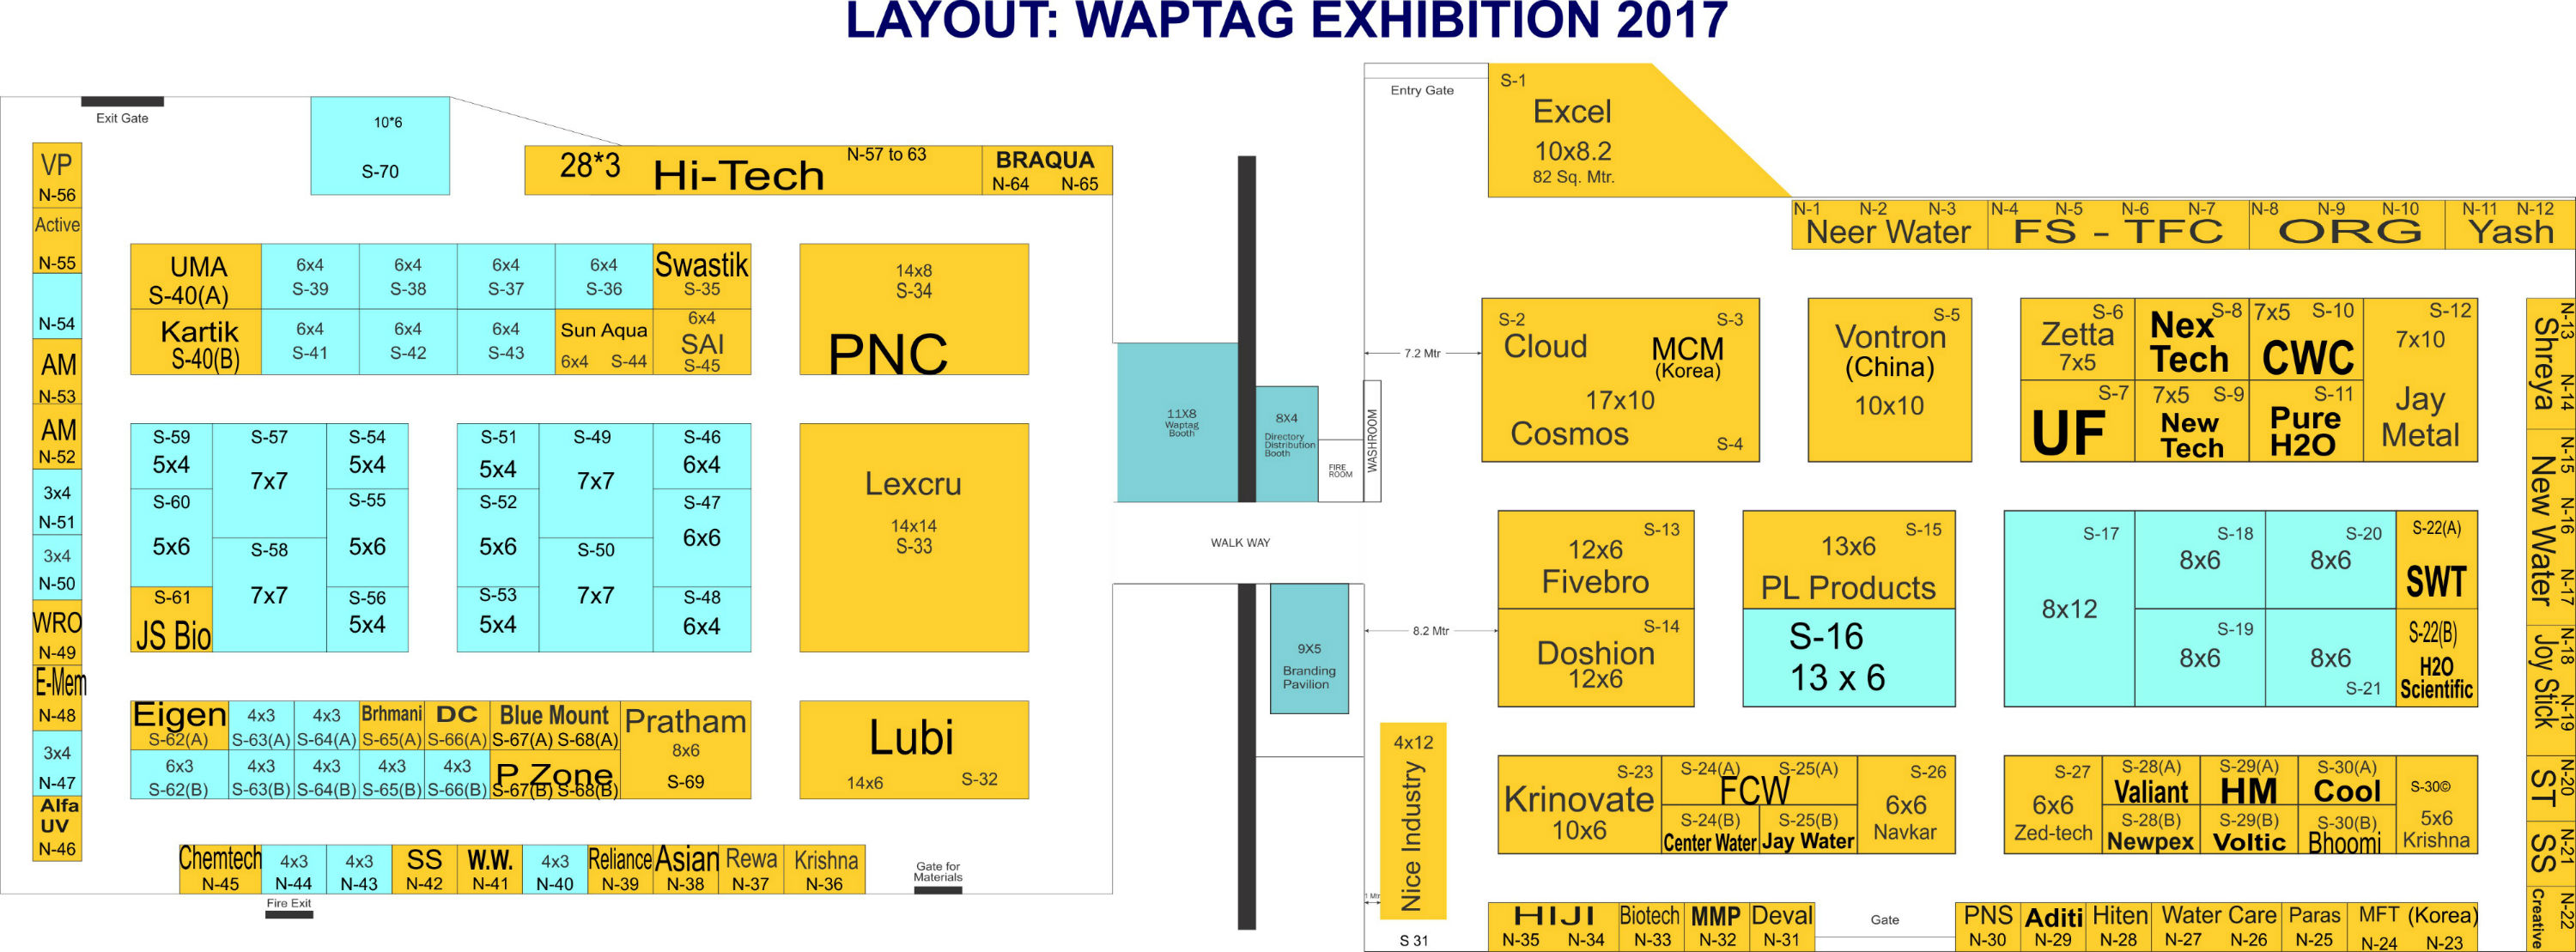 LAYOUT: WAPTAG EXHIBITION 2017
Exit Gate
10*6
S-70
28*3
Hi-Tech
N-57 to 63
BRAQUA
N-64 N-65
Entry Gate
S-1
Excel
10x8.2
82 Sq. Mtr.
N-1 N-2 N-3
Neer Water
N-4 N-5 N-6 N-7
FS - TFC
N-8 N-9 N-10
ORG
N-11 N-12
Yash
VP
N-56
Active
N-55
N-54
AM
N-53
AM
N-52
3x4
N-51
3x4
N-50
WRO
N-49
E-Mem
N-48
3x4
N-47
Alfa
UV
N-46
UMA
S-40(A)
6x4
S-39
6x4
S-38
6x4
S-37
6x4
S-36
Swastik
S-35
Kartik
S-40(B)
6x4
S-41
6x4
S-42
6x4
S-43
Sun Aqua
6x4 S-44
6x4
SAI
S-45
14x8
S-34
PNC
S-59
5x4
S-57
7x7
S-54
5x4
S-60
5x6
S-55
5x6
S-58
7x7
S-61
JS Bio
S-56
5x4
S-51
5x4
S-49
7x7
S-46
6x4
S-52
5x6
S-47
6x6
S-50
7x7
S-53
5x4
S-48
6x4
Lexcru
14x14
S-33
Eigen
S-62(A)
4x3
S-63(A)
4x3
S-64(A)
Brhmani
S-65(A)
DC
S-66(A)
Blue Mount
S-67(A) S-68(A)
Pratham
8x6
S-69
6x3
S-62(B)
4x3
S-63(B)
4x3
S-64(B)
4x3
S-65(B)
4x3
S-66(B)
P Zone
S-67(B) S-68(B)
Lubi
14x6 S-32
Chemtech
N-45
4x3
N-44
4x3
N-43
SS
N-42
W.W.
N-41
4x3
N-40
Reliance
N-39
Asian
N-38
Rewa
N-37
Krishna
N-36
Gate for
Materials
Fire Exit
11X8
Waptag
Booth
8X4
Directory
Distribution
Booth
FIRE
ROOM
WASHROOM
WALK WAY
9X5
Branding
Pavilion
7.2 Mtr
8.2 Mtr
1 Mtr
4x12
Nice Industry
S 31
S-2
Cloud
S-3
MCM
(Korea)
17x10
Cosmos
S-4
S-5
Vontron
(China)
10x10
S-6
Zetta
7x5
S-8
Nex
Tech
7x5 S-10
CWC
S-12
7x10
Jay
Metal
S-7
UF
7x5 S-9
New
Tech
S-11
Pure
H2O
S-13
12x6
Fivebro
S-14
Doshion
12x6
S-15
13x6
PL Products
S-16
13 x 6
S-17
8x12
S-18
8x6
S-20
8x6
S-22(A)
SWT
S-19
8x6
8x6
S-21
S-22(B)
H2O
Scientific
S-23
Krinovate
10x6
S-24(A) S-25(A)
FCW
S-24(B)
Center Water
S-25(B)
Jay Water
S-26
6x6
Navkar
S-27
6x6
Zed-tech
S-28(A)
Valiant
S-29(A)
HM
S-30(A)
Cool
S-30©
5x6
Krishna
S-28(B)
Newpex
S-29(B)
Voltic
S-30(B)
Bhoomi
HIJI
N-35 N-34
Biotech
N-33
MMP
N-32
Deval
N-31
Gate
PNS
N-30
Aditi
N-29
Hiten
N-28
Water Care
N-27 N-26
Paras
N-25
MFT (Korea)
N-24 N-23
N-13 N-14
Shreya
N-15 N-16 N-17
New Water
N-18 N-19
Joy Stick
N-20
ST
N-21
SS
N-22
Creative